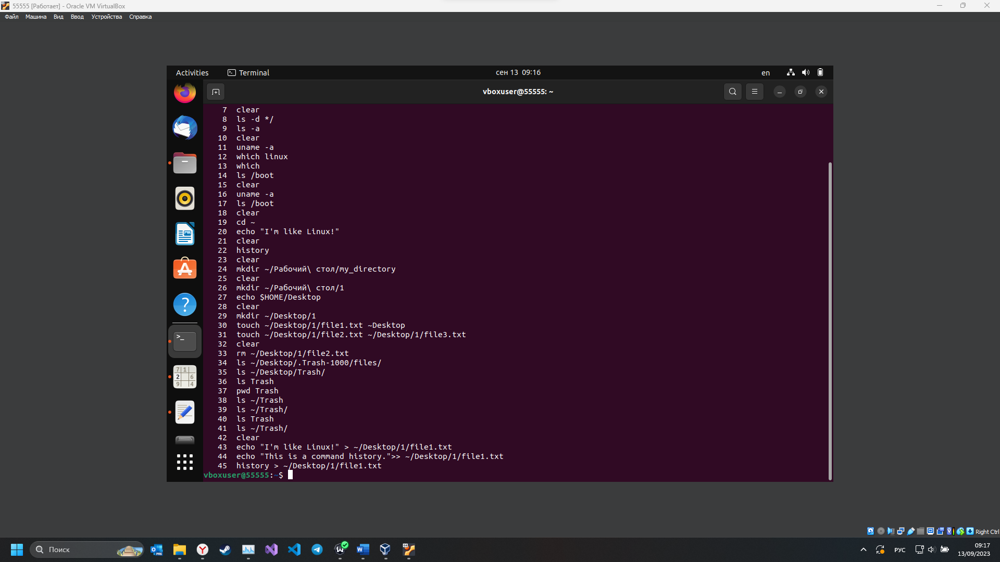 55555 [Работает] - Oracle VM VirtualBox
Файл Машина Вид Ввод Устройства Справка
Activities Terminal сен 13 09:16 en
vboxuser@55555: ~
7 clear
8 ls -d */
9 ls -a
10 clear
11 uname -a
12 which linux
13 which
14 ls /boot
15 clear
16 uname -a
17 ls /boot
18 clear
19 cd ~
20 echo "I'm like Linux!"
21 clear
22 history
23 clear
24 mkdir ~/Рабочий\ стол/my_directory
25 clear
26 mkdir ~/Рабочий\ стол/1
27 echo $HOME/Desktop
28 clear
29 mkdir ~/Desktop/1
30 touch ~/Desktop/1/file1.txt ~Desktop
31 touch ~/Desktop/1/file2.txt ~/Desktop/1/file3.txt
32 clear
33 rm ~/Desktop/1/file2.txt
34 ls ~/Desktop/.Trash-1000/files/
35 ls ~/Desktop/Trash/
36 ls Trash
37 pwd Trash
38 ls ~/Trash
39 ls ~/Trash/
40 ls Trash
41 ls ~/Trash/
42 clear
43 echo "I'm like Linux!" > ~/Desktop/1/file1.txt
44 echo "This is a command history.">> ~/Desktop/1/file1.txt
45 history > ~/Desktop/1/file1.txt
vboxuser@55555:~$
Right Ctrl
Поиск
РУС
09:17
13/09/2023